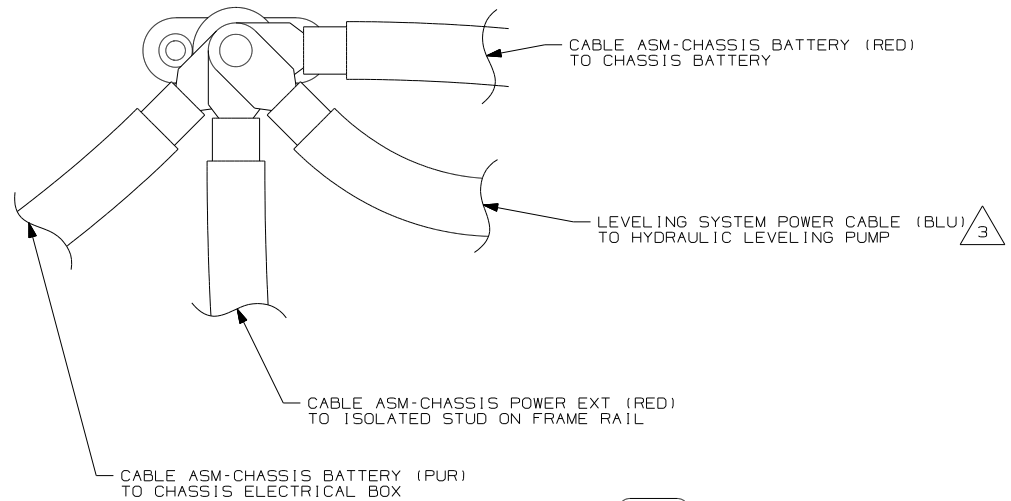 CABLE ASM-CHASSIS BATTERY (RED)
TO CHASSIS BATTERY
LEVELING SYSTEM POWER CABLE (BLU)
TO HYDRAULIC LEVELING PUMP
3
CABLE ASM-CHASSIS POWER EXT (RED)
TO ISOLATED STUD ON FRAME RAIL
CABLE ASM-CHASSIS BATTERY (PUR)
TO CHASSIS ELECTRICAL BOX